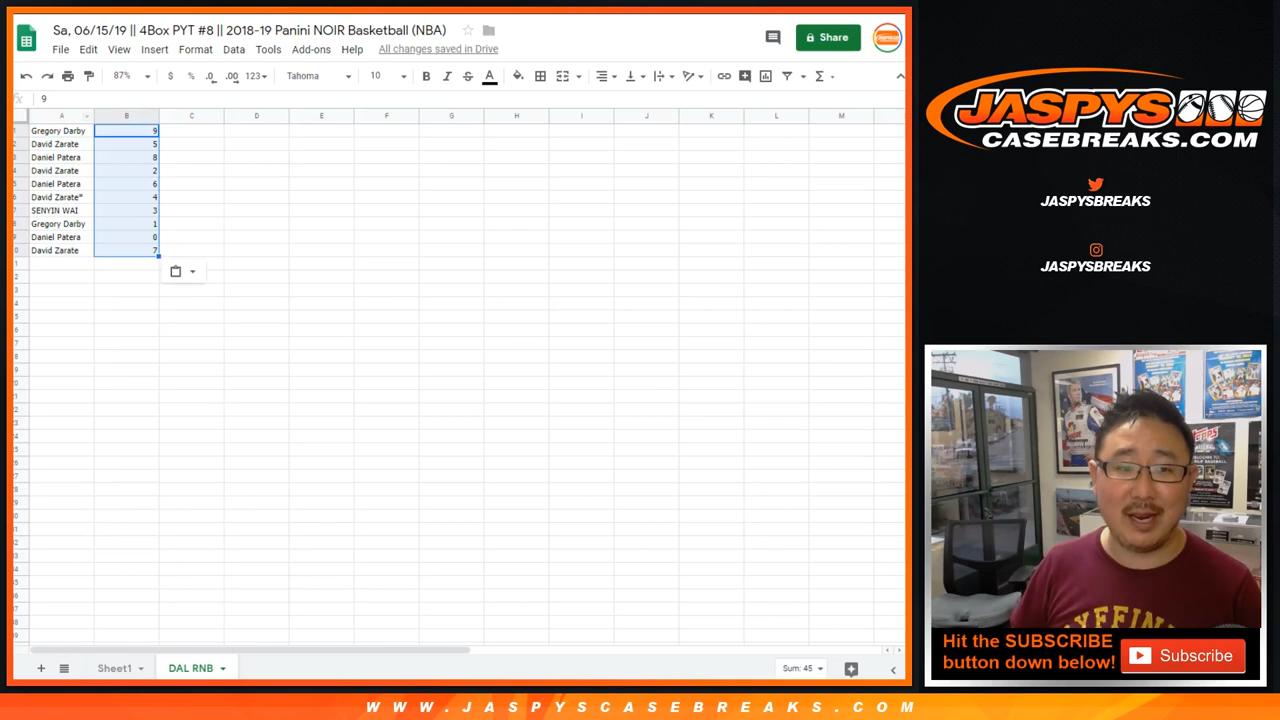 Sa, 06/15/19 || 4Box PYT #8 || 2018-19 Panini NOIR Basketball (NBA)
File Edit View Insert Format Data Tools Add-ons Help All changes saved in Drive
Share
87% $ % .0 .00 123 Tahoma 10 B I S A
fx 9
A B C D E F G H I J K L M
Gregory Darby 9
David Zarate 5
Daniel Patera 8
David Zarate 2
Daniel Patera 6
David Zarate* 4
SENYIN WAI 3
Gregory Darby 1
Daniel Patera 0
David Zarate 7
Sheet1 DAL RNB Sum: 45
JASPYS
CASEBREAKS.COM
JASPYSBREAKS
JASPYSBREAKS
Hit the SUBSCRIBE
button down below!
Subscribe
WWW.JASPYSCASEBREAKS.COM